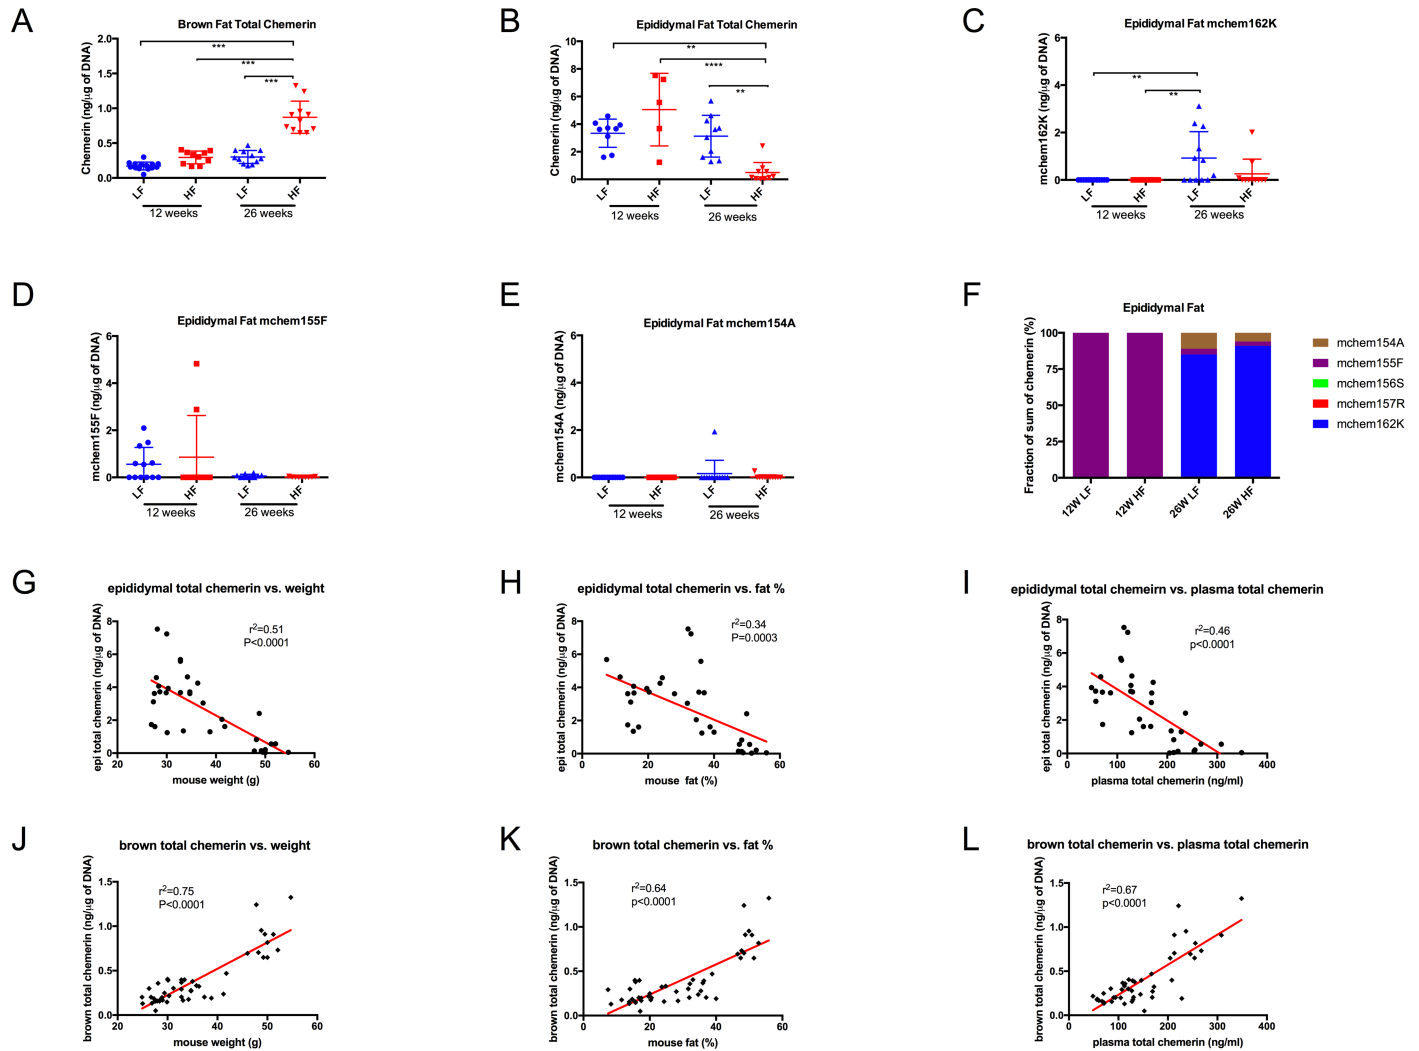 A
Brown Fat Total Chemerin
Chemerin (ng/μg of DNA)
2.0
1.5
1.0
0.5
0.0
***
***
***
LF
HF
LF
HF
12 weeks
26 weeks
B
Epididymal Fat Total Chemerin
Chemerin (ng/μg of DNA)
10
8
6
4
2
0
**
****
**
LF
HF
LF
HF
12 weeks
26 weeks
C
Epididymal Fat mchem162K
mchem162K (ng/μg of DNA)
6
4
2
0
**
**
LF
HF
LF
HF
12 weeks
26 weeks
D
Epididymal Fat mchem155F
mchem155F (ng/μg of DNA)
6
4
2
0
LF
HF
LF
HF
12 weeks
26 weeks
E
Epididymal Fat mchem154A
mchem154A (ng/μg of DNA)
6
4
2
0
LF
HF
LF
HF
12 weeks
26 weeks
F
Epididymal Fat
Fraction of sum of chemerin (%)
100
75
50
25
0
12W LF
12W HF
26W LF
26W HF
mchem154A
mchem155F
mchem156S
mchem157R
mchem162K
G
epididymal total chemerin vs. weight
epi total chemerin (ng/μg of DNA)
8
6
4
2
0
r²=0.51
P<0.0001
20
30
40
50
60
mouse weight (g)
H
epididymal total chemerin vs. fat %
epi total chemerin (ng/μg of DNA)
8
6
4
2
0
r²=0.34
P=0.0003
0
20
40
60
mouse fat (%)
I
epididymal total chemeirn vs. plasma total chemerin
epi total chemerin (ng/μg of DNA)
8
6
4
2
0
r²=0.46
p<0.0001
0
100
200
300
400
plasma total chemerin (ng/ml)
J
brown total chemerin vs. weight
brown total chemerin (ng/μg of DNA)
1.5
1.0
0.5
0.0
r²=0.75
P<0.0001
20
30
40
50
60
mouse weight (g)
K
brown total chemerin vs. fat %
brown total chemerin (ng/μg of DNA)
1.5
1.0
0.5
0.0
r²=0.64
p<0.0001
0
20
40
60
mouse fat (%)
L
brown total chemerin vs. plasma total chemerin
brown total chemerin (ng/μg of DNA)
1.5
1.0
0.5
0.0
r²=0.67
p<0.0001
0
100
200
300
400
plasma total chemerin (ng/ml)